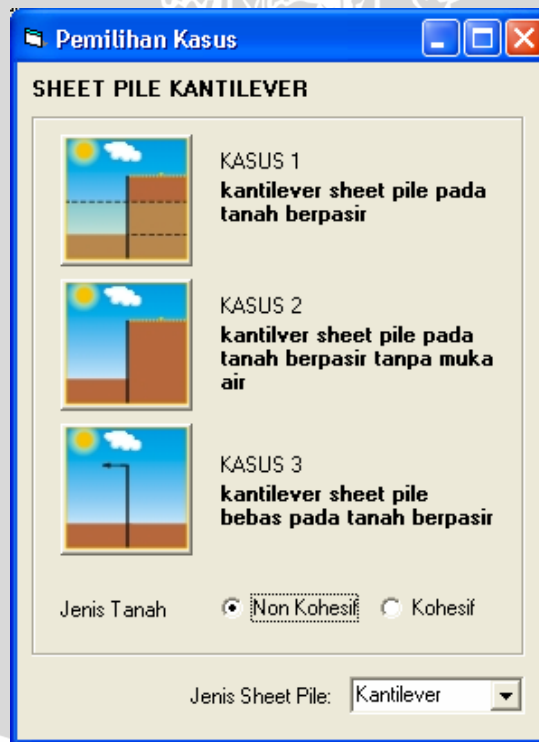 Pemilihan Kasus
SHEET PILE KANTILEVER
KASUS 1
kantilever sheet pile pada
tanah berpasir
KASUS 2
kantilver sheet pile pada
tanah berpasir tanpa muka
air
KASUS 3
kantilever sheet pile
bebas pada tanah berpasir
Jenis Tanah Non Kohesif Kohesif
Jenis Sheet Pile: Kantilever